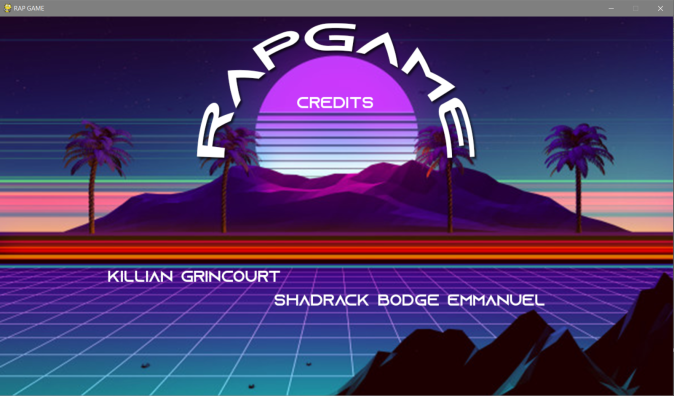 RAP GAME
RAPGAME
CREDITS
KILLIAN GRINCOURT
SHADRACK BODGE EMMANUEL